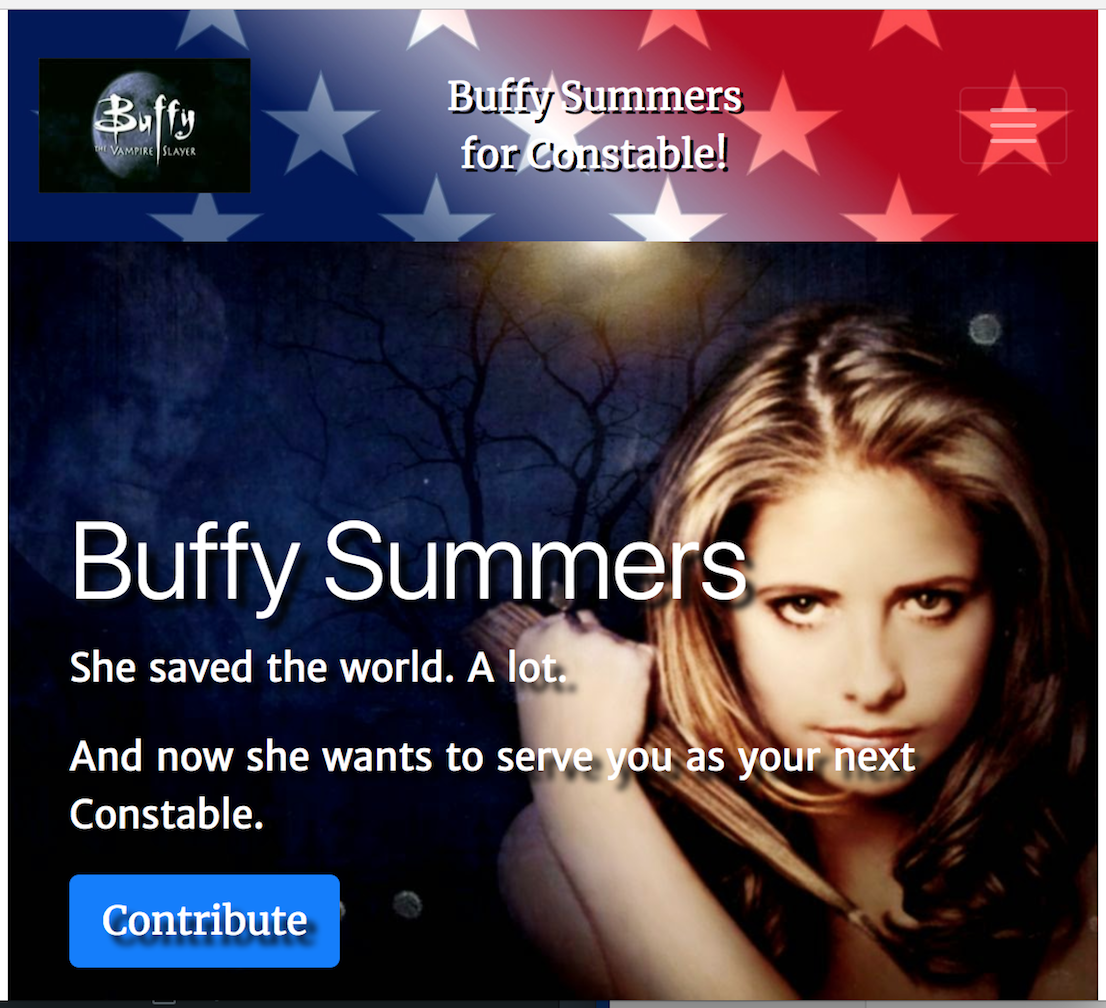 Buffy
THE VAMPIRE SLAYER
Buffy Summers
for Constable!
Buffy Summers
She saved the world. A lot.
And now she wants to serve you as your next
Constable.
Contribute